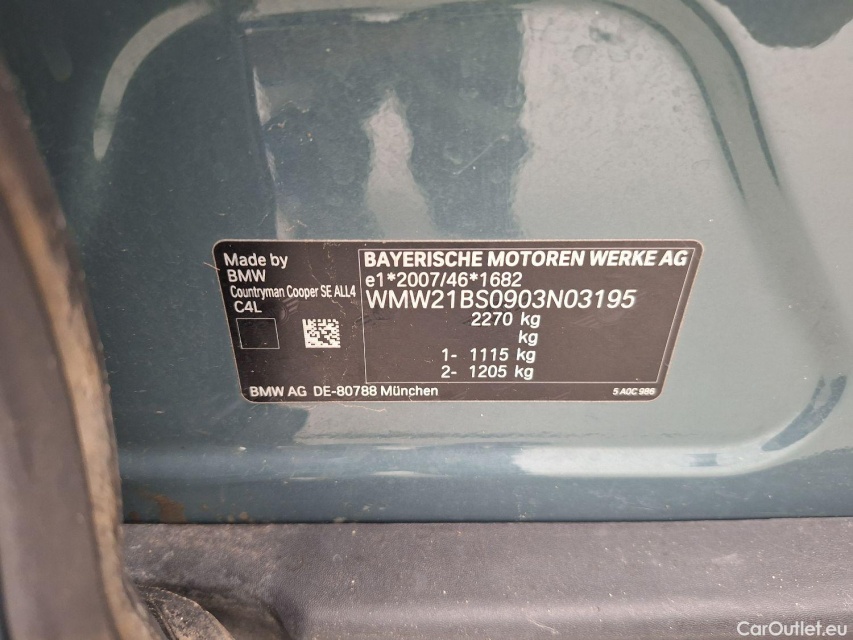 Made by
BMW
Countryman Cooper SE ALL4
C4L
BAYERISCHE MOTOREN WERKE AG
e1*2007/46*1682
WMW21BS0903N03195
2270 kg
kg
1- 1115 kg
2- 1205 kg
BMW AG DE-80788 München
5 A0C 986
CarOutlet.eu